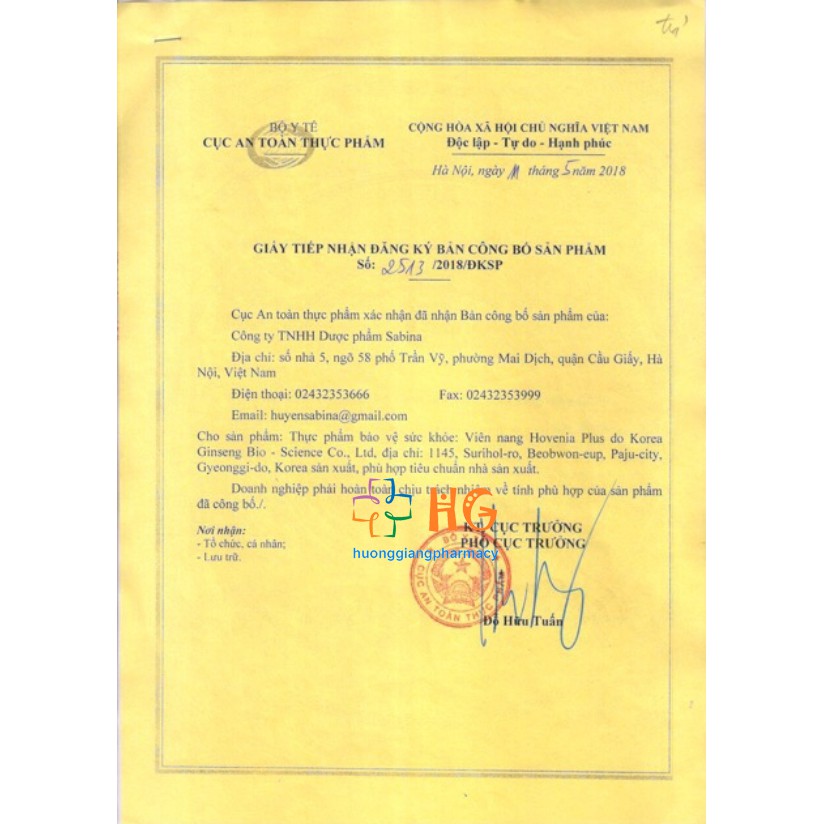 BỘ Y TẾ
CỤC AN TOÀN THỰC PHẨM
CỘNG HÒA XÃ HỘI CHỦ NGHĨA VIỆT NAM
Độc lập - Tự do - Hạnh phúc
Hà Nội, ngày 11 tháng 5 năm 2018
GIẤY TIẾP NHẬN ĐĂNG KÝ BẢN CÔNG BỐ SẢN PHẨM
Số: 2513 /2018/ĐKSP
Cục An toàn thực phẩm xác nhận đã nhận Bản công bố sản phẩm của:
Công ty TNHH Dược phẩm Sabina
Địa chỉ: số nhà 5, ngõ 58 phố Trần Vỹ, phường Mai Dịch, quận Cầu Giấy, Hà
Nội, Việt Nam
Điện thoại: 02432353666 Fax: 02432353999
Email: huyensabina@gmail.com
Cho sản phẩm: Thực phẩm bảo vệ sức khỏe: Viên nang Hovenia Plus do Korea
Ginseng Bio - Science Co., Ltd, địa chỉ: 1145, Surihol-ro, Beobwon-eup, Paju-city,
Gyeonggi-do, Korea sản xuất, phù hợp tiêu chuẩn nhà sản xuất.
Doanh nghiệp phải hoàn toàn chịu trách nhiệm về tính phù hợp của sản phẩm
đã công bố./.
HG
huonggiangpharmacy
Nơi nhận:
- Tổ chức, cá nhân;
- Lưu trữ.
KT. CỤC TRƯỞNG
PHÓ CỤC TRƯỞNG
CỤC AN TOÀN THỰC PHẨM
Đỗ Hữu Tuấn